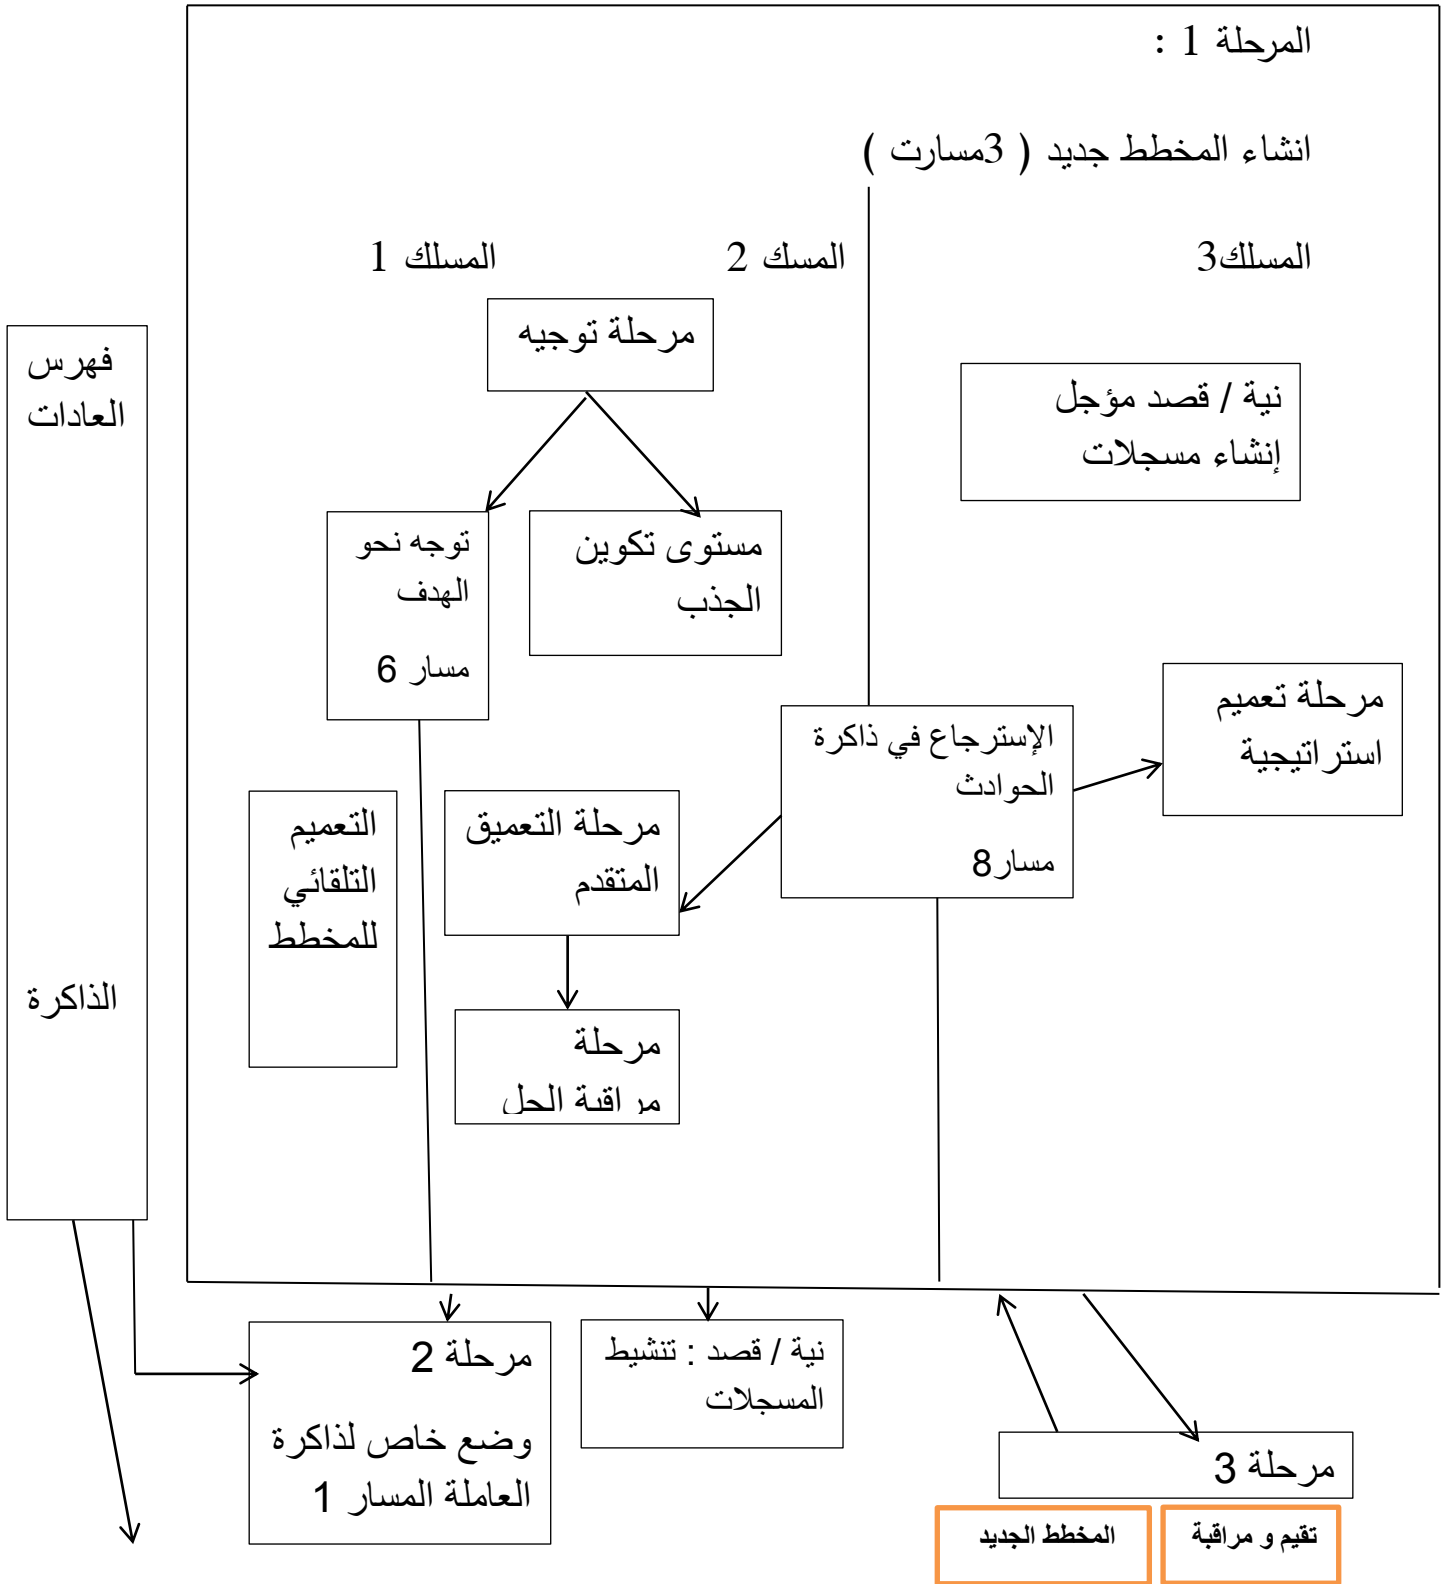 المرحلة 1 :
انشاء المخطط جديد ( 3مسارت )
المسلك3
المسك 2
المسلك 1
مرحلة توجيه
نية / قصد مؤجل
إنشاء مسجلات
توجه نحو
الهدف
مسار 6
مستوى تكوين
الجذب
مرحلة تعميم
استراتيجية
الإسترجاع في ذاكرة
الحوادث
مسار8
مرحلة التعميق
المتقدم
التعميم
التلقائي
للمخطط
مرحلة
مراقبة الحل
فهرس
العادات
الذاكرة
نية / قصد : تنشيط
المسجلات
مرحلة 2
وضع خاص لذاكرة
العاملة المسار 1
مرحلة 3
تقيم و مراقبة
المخطط الجديد